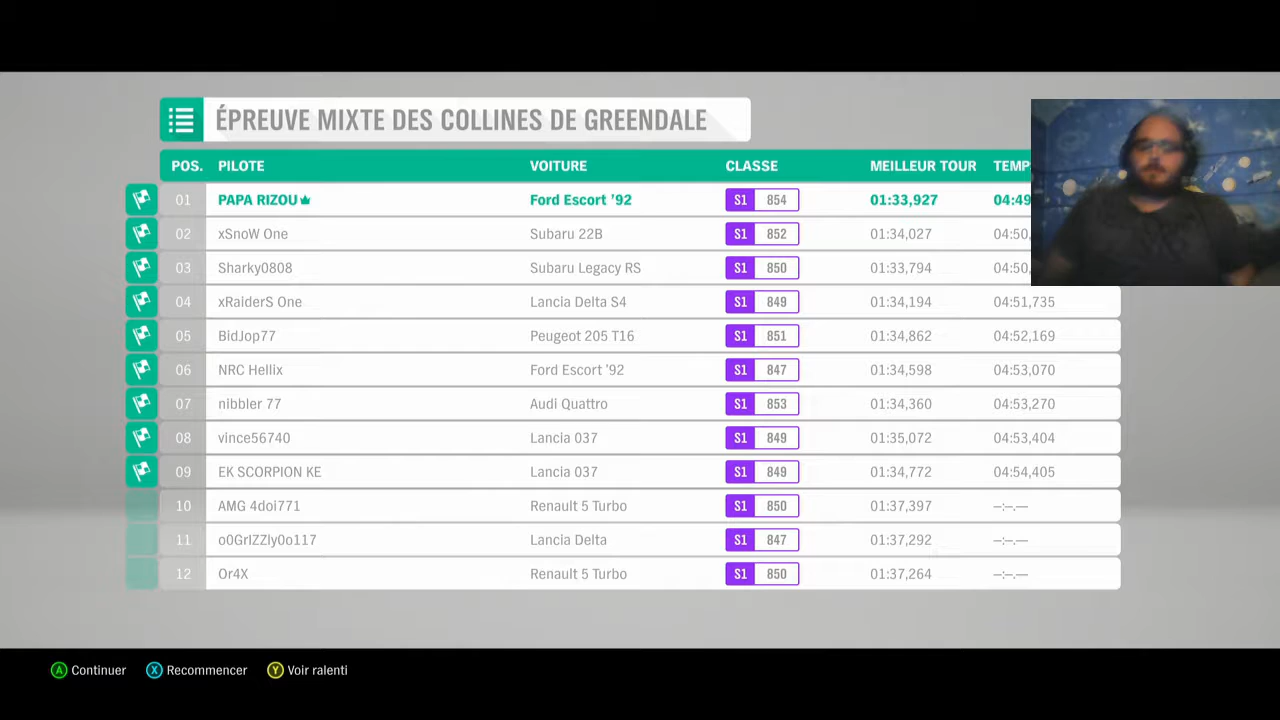 ÉPREUVE MIXTE DES COLLINES DE GREENDALE
POS. PILOTE VOITURE CLASSE MEILLEUR TOUR TEMP
01 PAPA RIZOU Ford Escort '92 S1 854 01:33,927 04:49
02 xSnoW One Subaru 22B S1 852 01:34,027 04:50,
03 Sharky0808 Subaru Legacy RS S1 850 01:33,794 04:50,
04 xRaiderS One Lancia Delta S4 S1 849 01:34,194 04:51,735
05 BidJop77 Peugeot 205 T16 S1 851 01:34,862 04:52,169
06 NRC Hellix Ford Escort '92 S1 847 01:34,598 04:53,070
07 nibbler 77 Audi Quattro S1 853 01:34,360 04:53,270
08 vince56740 Lancia 037 S1 849 01:35,072 04:53,404
09 EK SCORPION KE Lancia 037 S1 849 01:34,772 04:54,405
10 AMG 4doi771 Renault 5 Turbo S1 850 01:37,397 –:–.––
11 o0GrIZZly0o117 Lancia Delta S1 847 01:37,292 –:–.––
12 Or4X Renault 5 Turbo S1 850 01:37,264 –:–.––
A Continuer X Recommencer Y Voir ralenti